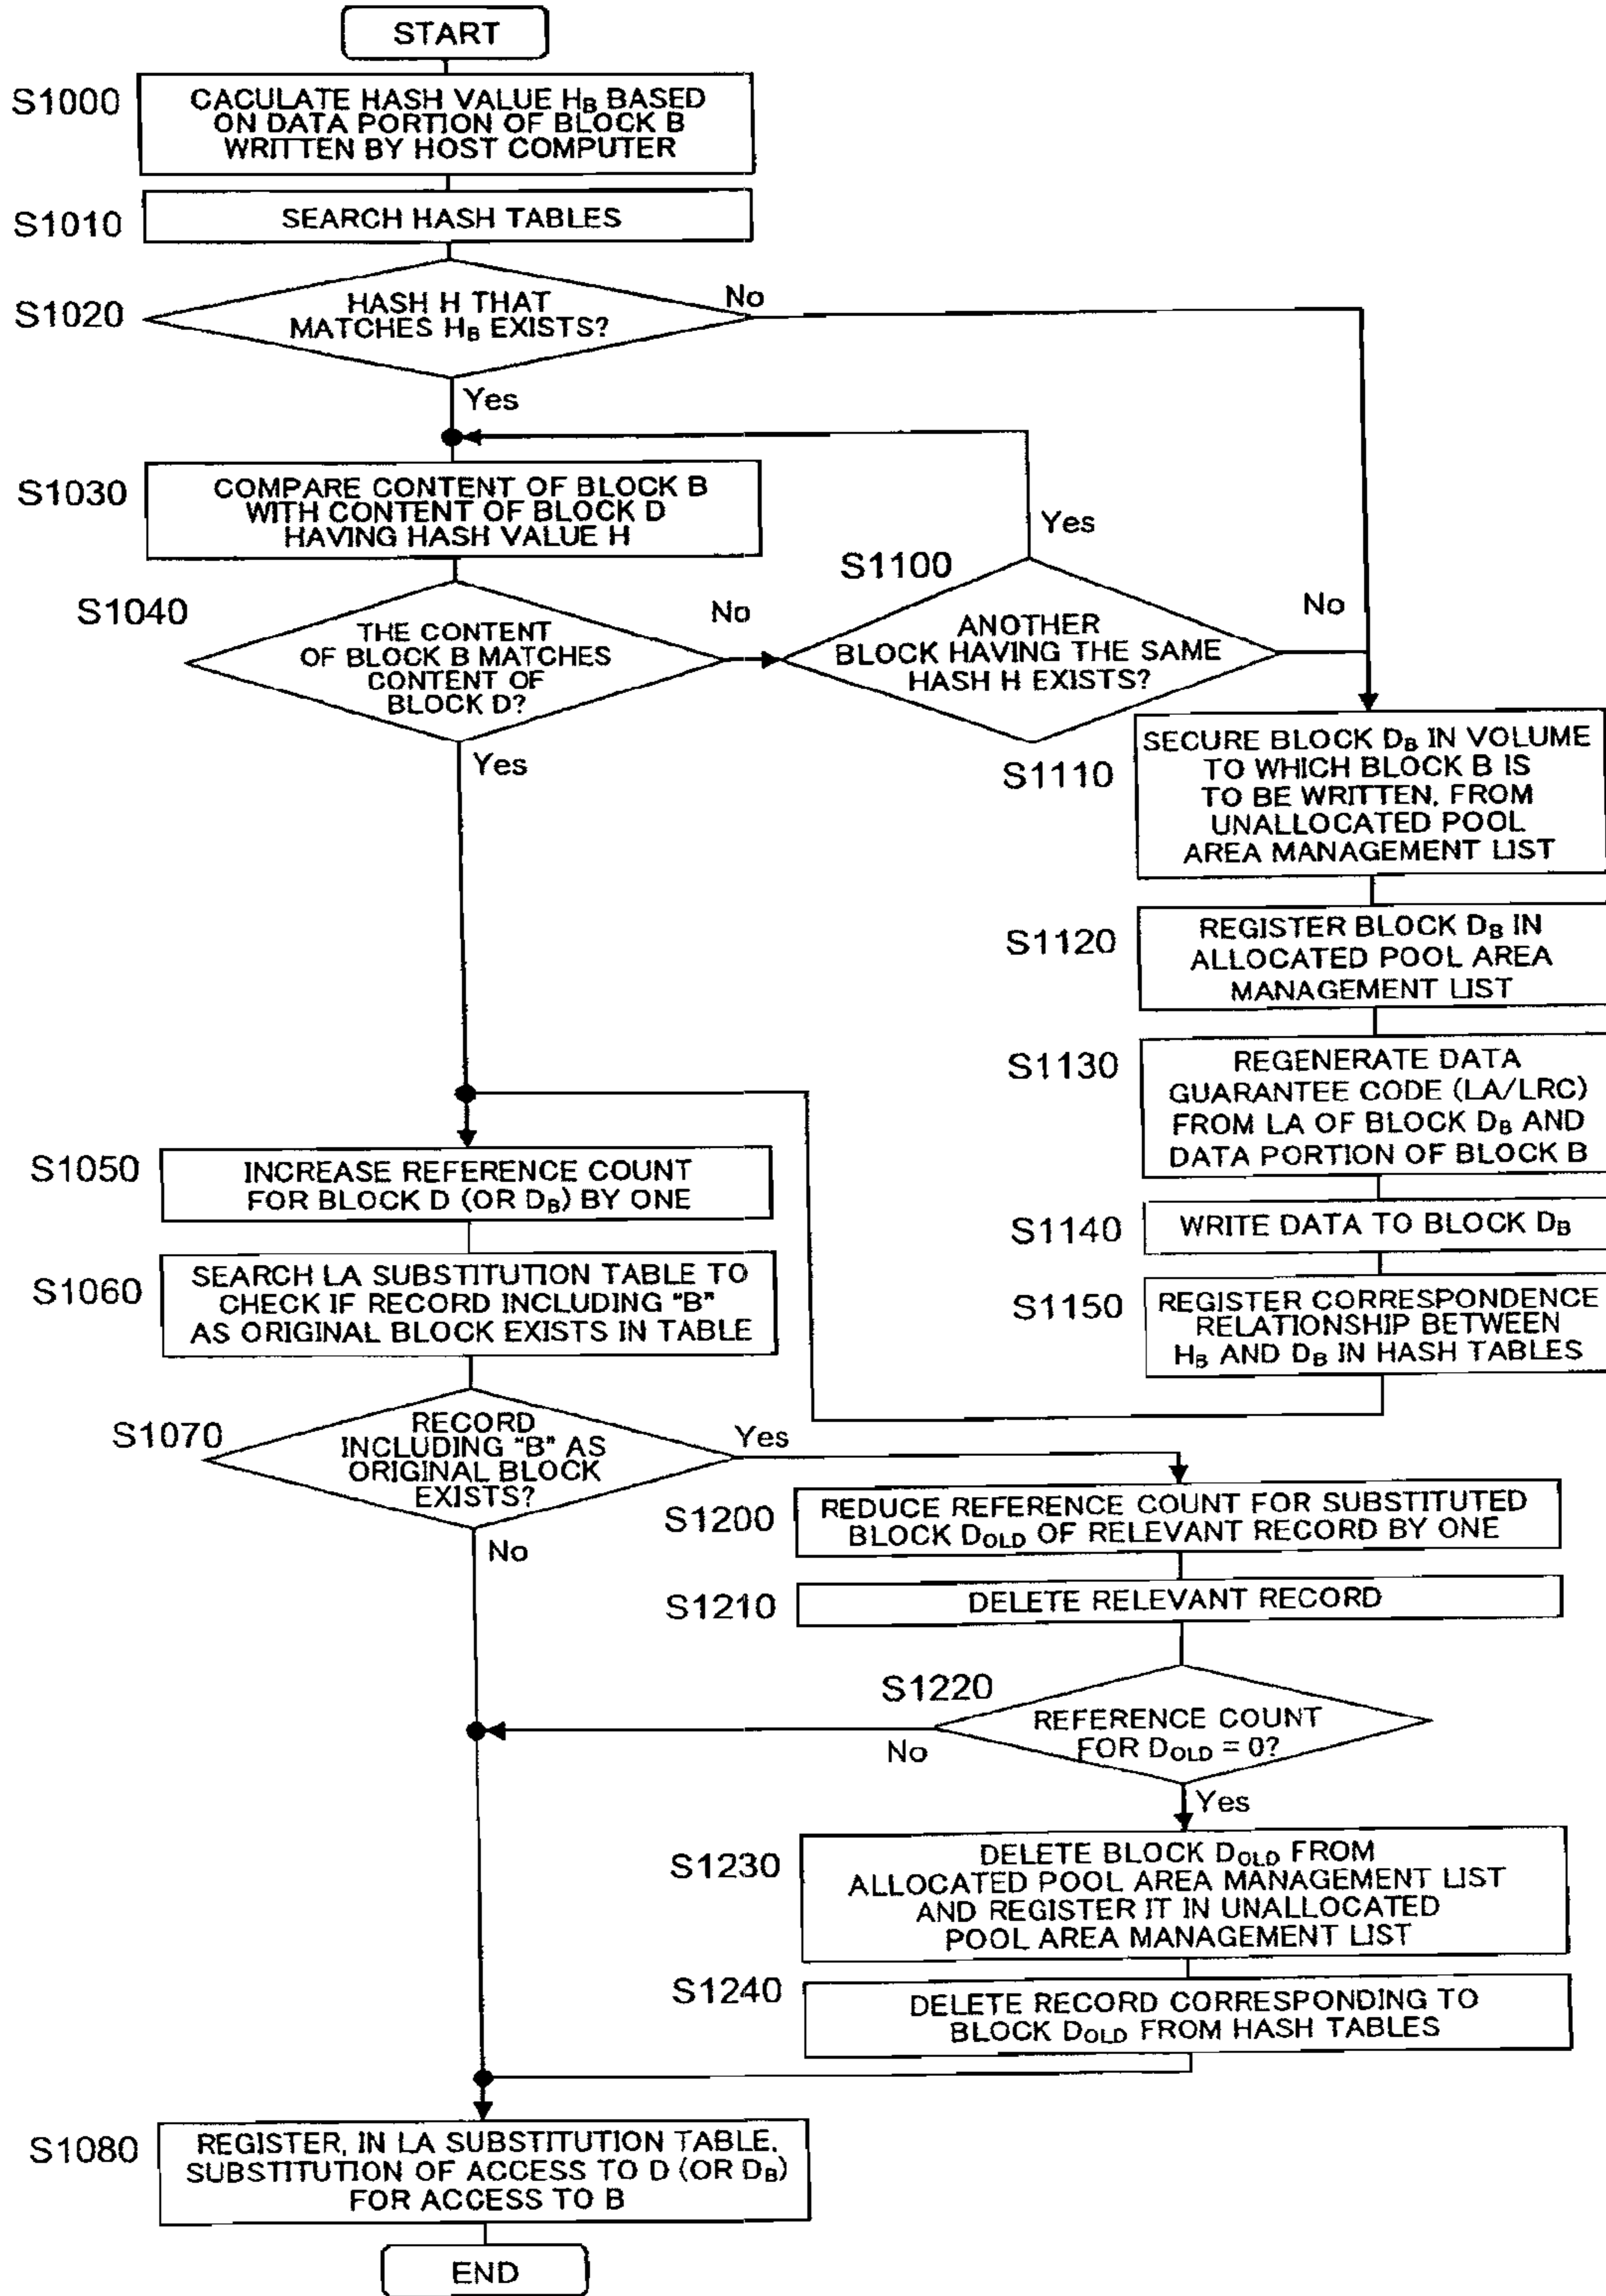 START
S1000
CACULATE HASH VALUE HB BASED
ON DATA PORTION OF BLOCK B
WRITTEN BY HOST COMPUTER
S1010
SEARCH HASH TABLES
S1020
HASH H THAT
MATCHES HB EXISTS?
No
Yes
S1030
COMPARE CONTENT OF BLOCK B
WITH CONTENT OF BLOCK D
HAVING HASH VALUE H
Yes
S1100
S1040
THE CONTENT
OF BLOCK B MATCHES
CONTENT OF
BLOCK D?
No
ANOTHER
BLOCK HAVING THE SAME
HASH H EXISTS?
No
Yes
S1110
SECURE BLOCK DB IN VOLUME
TO WHICH BLOCK B IS
TO BE WRITTEN, FROM
UNALLOCATED POOL
AREA MANAGEMENT LIST
S1120
REGISTER BLOCK DB IN
ALLOCATED POOL AREA
MANAGEMENT LIST
S1130
REGENERATE DATA
GUARANTEE CODE (LA/LRC)
FROM LA OF BLOCK DB AND
DATA PORTION OF BLOCK B
S1140
WRITE DATA TO BLOCK DB
S1150
REGISTER CORRESPONDENCE
RELATIONSHIP BETWEEN
HB AND DB IN HASH TABLES
S1050
INCREASE REFERENCE COUNT
FOR BLOCK D (OR DB) BY ONE
S1060
SEARCH LA SUBSTITUTION TABLE TO
CHECK IF RECORD INCLUDING "B"
AS ORIGINAL BLOCK EXISTS IN TABLE
S1070
RECORD
INCLUDING "B" AS
ORIGINAL BLOCK
EXISTS?
Yes
No
S1200
REDUCE REFERENCE COUNT FOR SUBSTITUTED
BLOCK DOLD OF RELEVANT RECORD BY ONE
S1210
DELETE RELEVANT RECORD
S1220
REFERENCE COUNT
FOR DOLD = 0?
No
Yes
S1230
DELETE BLOCK DOLD FROM
ALLOCATED POOL AREA MANAGEMENT LIST
AND REGISTER IT IN UNALLOCATED
POOL AREA MANAGEMENT LIST
S1240
DELETE RECORD CORRESPONDING TO
BLOCK DOLD FROM HASH TABLES
S1080
REGISTER, IN LA SUBSTITUTION TABLE,
SUBSTITUTION OF ACCESS TO D (OR DB)
FOR ACCESS TO B
END